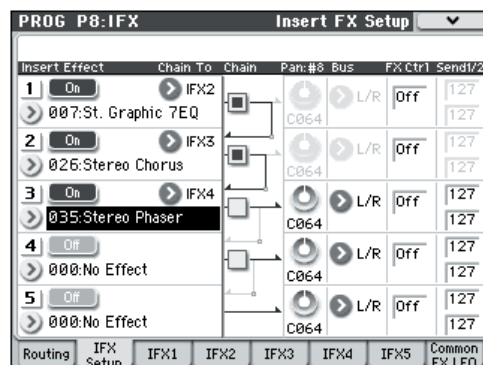 PROG P8:IFX Insert FX Setup
Insert Effect Chain To Chain Pan:#8 Bus FX Ctrl Send1/2
1 On IFX2 L/R Off 127
007:St. Graphic 7EQ C064 127
2 On IFX3 L/R Off 127
026:Stereo Chorus C064 127
3 On IFX4 L/R Off 127
035:Stereo Phaser C064 127
4 Off L/R Off 127
000:No Effect C064 127
5 Off L/R Off 127
000:No Effect C064 127
Routing IFX Setup IFX1 IFX2 IFX3 IFX4 IFX5 Common FX LFO